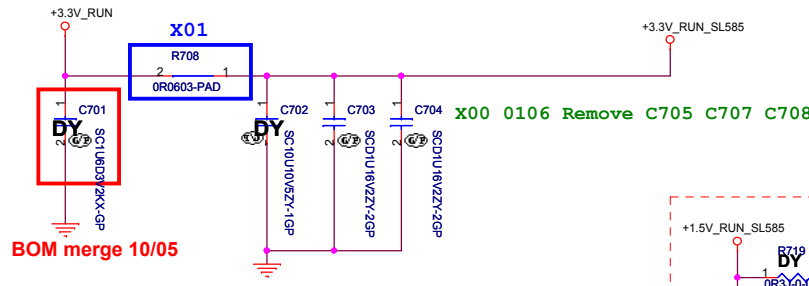 +3.3V_RUN
X01
+3.3V_RUN_SL585
R708
2
1
0R0603-PAD
1
C701
DY
G/P
2
SC1U6D3V2KX-GP
1
C702
DY
2
SC10U10V5ZY-1GP
1
C703
G/P
2
SCD1U16V2ZY-2GP
1
C704
G/P
2
SCD1U16V2ZY-2GP
X00 0106 Remove C705 C707 C708
BOM merge 10/05
+1.5V_RUN_SL585
R719
DY
1